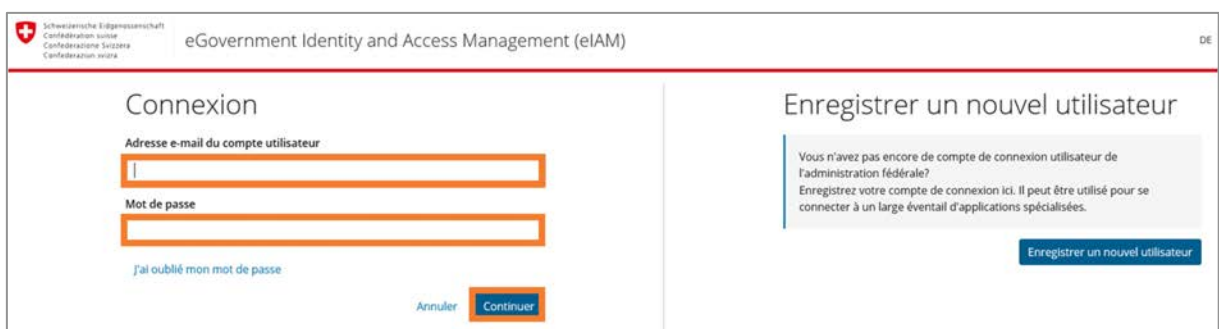 Schweizerische Eidgenossenschaft
Confédération suisse
Confederazione Svizzera
Confederaziun svizra
eGovernment Identity and Access Management (eIAM)
DE
Connexion
Adresse e-mail du compte utilisateur
Mot de passe
J'ai oublié mon mot de passe
Annuler
Continuer
Enregistrer un nouvel utilisateur
Vous n'avez pas encore de compte de connexion utilisateur de
l'administration fédérale?
Enregistrez votre compte de connexion ici. Il peut être utilisé pour se
connecter à un large éventail d'applications spécialisées.
Enregistrer un nouvel utilisateur